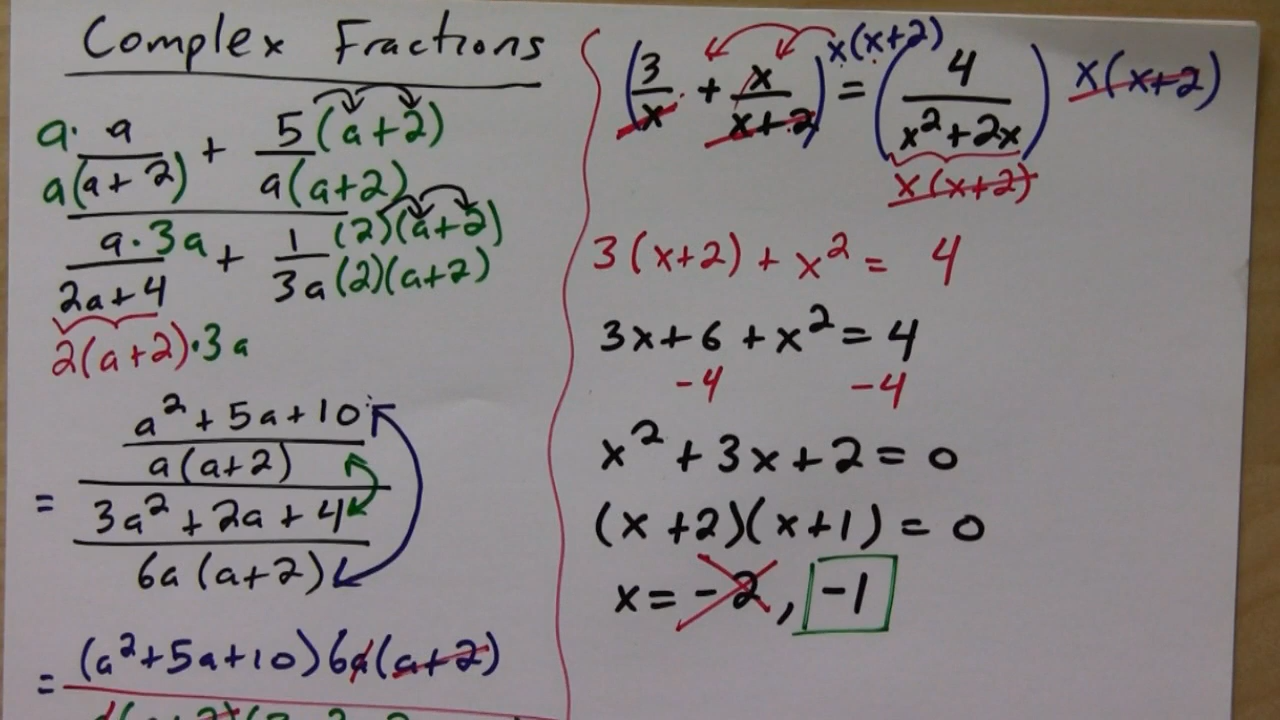 Complex Fractions
a · a/a(a+2) + 5(a+2)/a(a+2)
a · 3a/2a+4 + 1(2)(a+2)/3a(2)(a+2)
2(a+2)·3a
= a²+5a+10/a(a+2)
3a²+2a+4/6a(a+2)
= (a²+5a+10)6a(a+2)
(3/x + x/x+2) x(x+2) = (4/x²+2x) x(x+2)
x(x+2)
3(x+2) + x² = 4
3x+6 + x² = 4
-4 -4
x² + 3x + 2 = 0
(x+2)(x+1) = 0
x = -2, -1